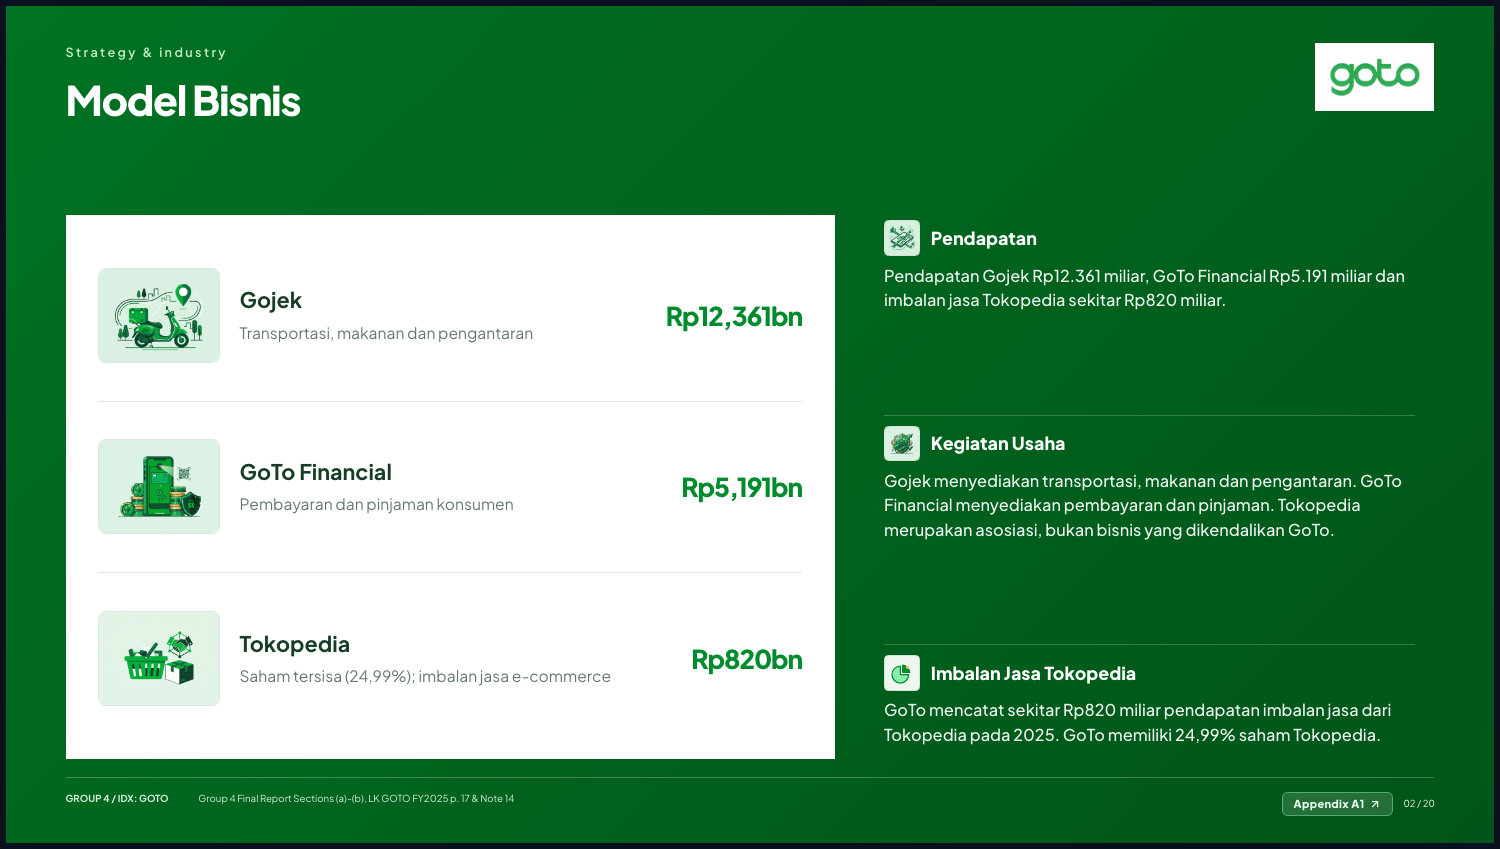 Strategy & industry
Model Bisnis
goto
Gojek
Transportasi, makanan dan pengantaran
Rp12,361bn
GoTo Financial
Pembayaran dan pinjaman konsumen
Rp5,191bn
Tokopedia
Saham tersisa (24,99%); imbalan jasa e-commerce
Rp820bn
Pendapatan
Pendapatan Gojek Rp12.361 miliar, GoTo Financial Rp5.191 miliar dan
imbalan jasa Tokopedia sekitar Rp820 miliar.
Kegiatan Usaha
Gojek menyediakan transportasi, makanan dan pengantaran. GoTo
Financial menyediakan pembayaran dan pinjaman. Tokopedia
merupakan asosiasi, bukan bisnis yang dikendalikan GoTo.
Imbalan Jasa Tokopedia
GoTo mencatat sekitar Rp820 miliar pendapatan imbalan jasa dari
Tokopedia pada 2025. GoTo memiliki 24,99% saham Tokopedia.
GROUP 4 / IDX: GOTO
Group 4 Final Report Sections (a)-(b), LK GOTO FY2025 p. 17 & Note 14
Appendix A1 ↗
02 / 20